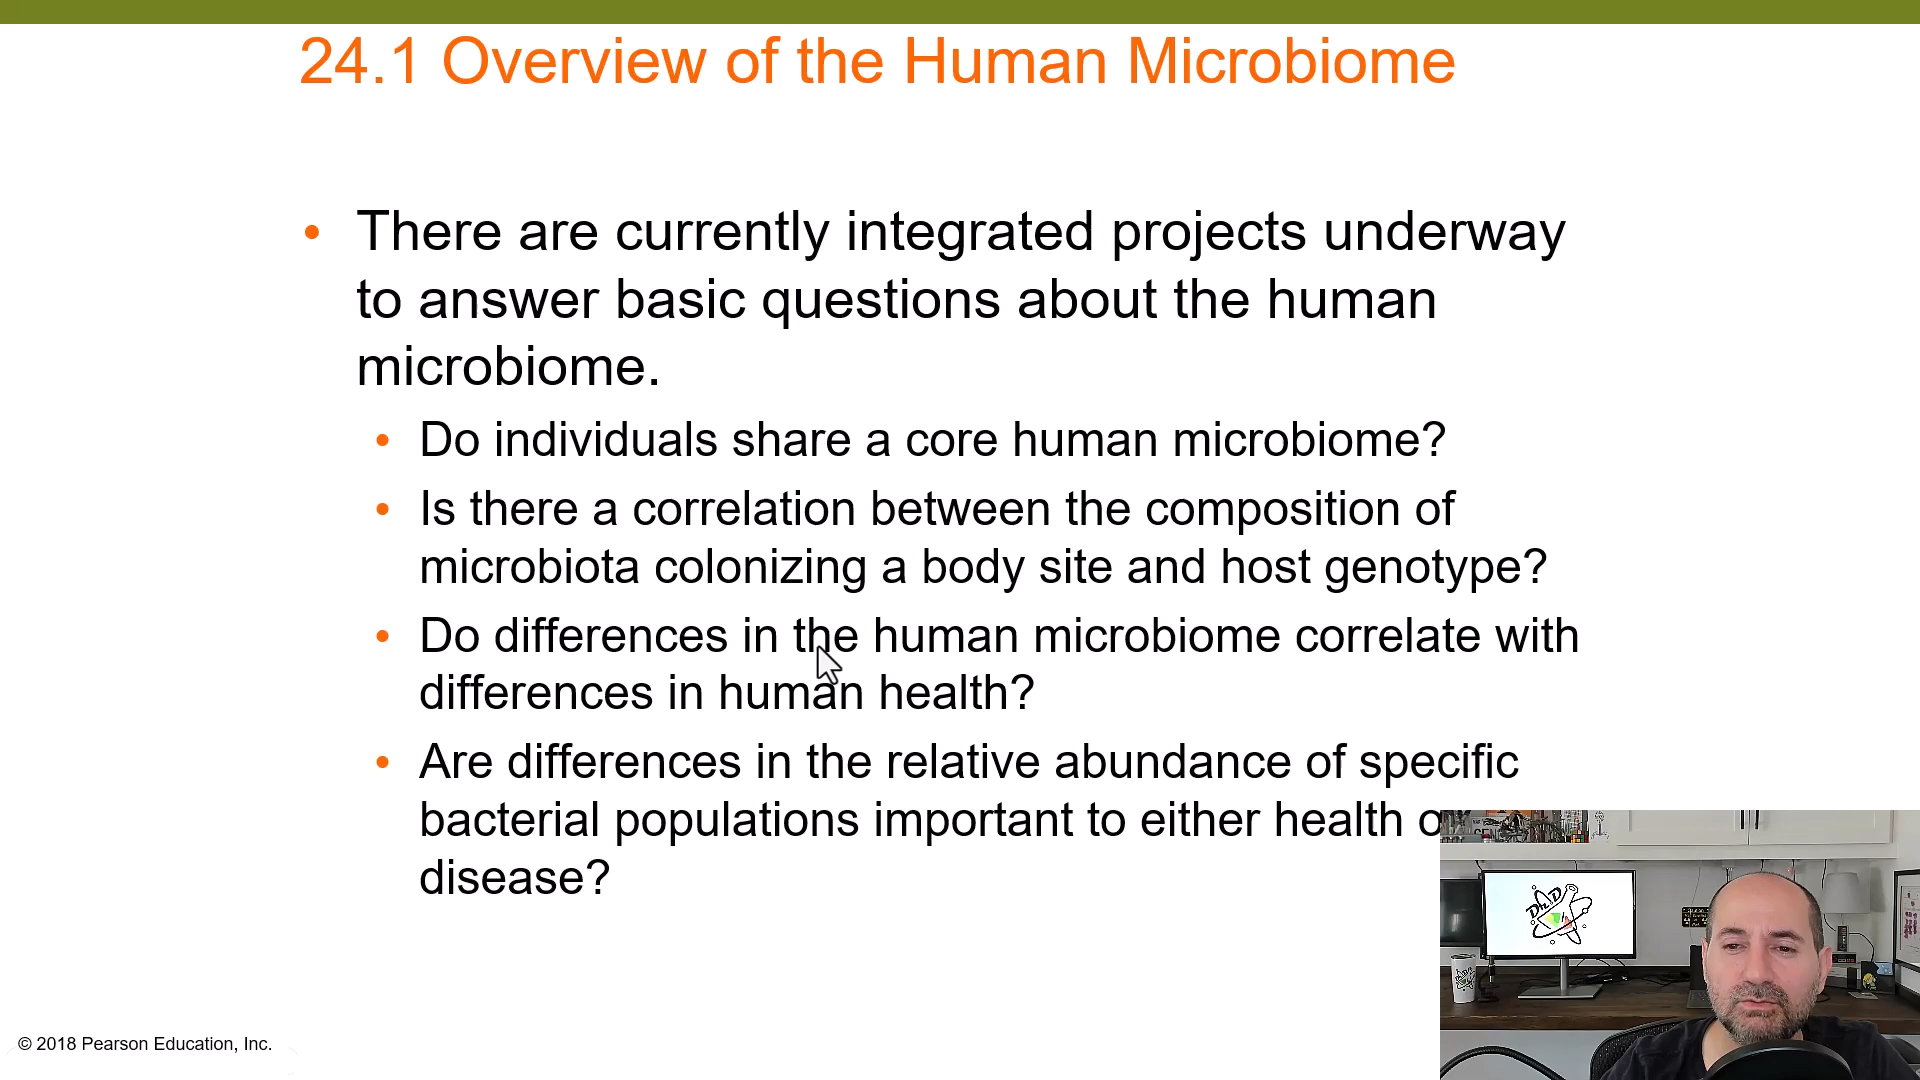 24.1 Overview of the Human Microbiome
• There are currently integrated projects underway
to answer basic questions about the human
microbiome.
• Do individuals share a core human microbiome?
• Is there a correlation between the composition of
microbiota colonizing a body site and host genotype?
• Do differences in the human microbiome correlate with
differences in human health?
• Are differences in the relative abundance of specific
bacterial populations important to either health
disease?
© 2018 Pearson Education, Inc.